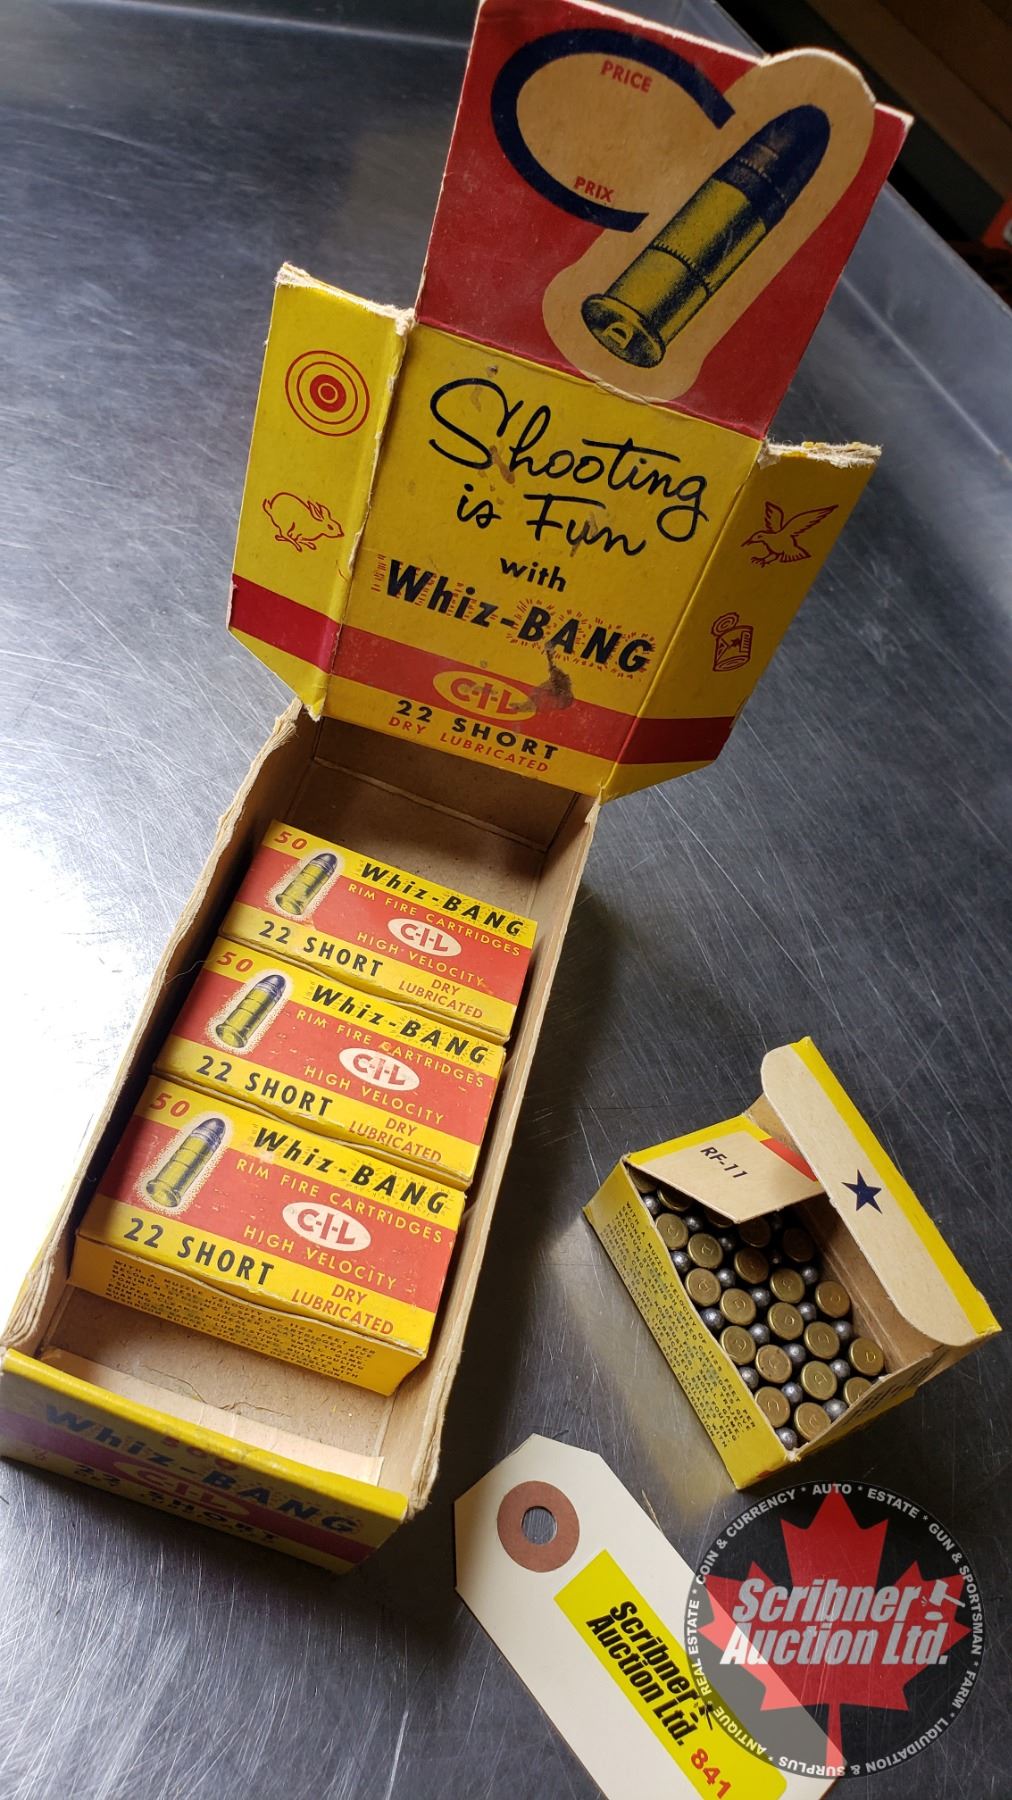 PRICE
PRIX
Shooting
is Fun
with
Whiz-BANG
C-I-L
22 SHORT
DRY LUBRICATED
50
Whiz-BANG
RIM FIRE CARTRIDGES
C-I-L
HIGH VELOCITY
22 SHORT
DRY
LUBRICATED
50
Whiz-BANG
RIM FIRE CARTRIDGES
C-I-L
HIGH VELOCITY
22 SHORT
DRY
LUBRICATED
50
Whiz-BANG
RIM FIRE CARTRIDGES
C-I-L
HIGH VELOCITY
22 SHORT
DRY
LUBRICATED
Whiz-BANG
C-I-L
22 SHORT
RF-11
Scribner
Auction Ltd.
841
COIN & CURRENCY * AUTO * ESTATE * GUN & SPORTSMAN * FARM * LIQUIDATION & SURPLUS * ANTIQUE * REAL ESTATE *
Scribner
Auction Ltd.